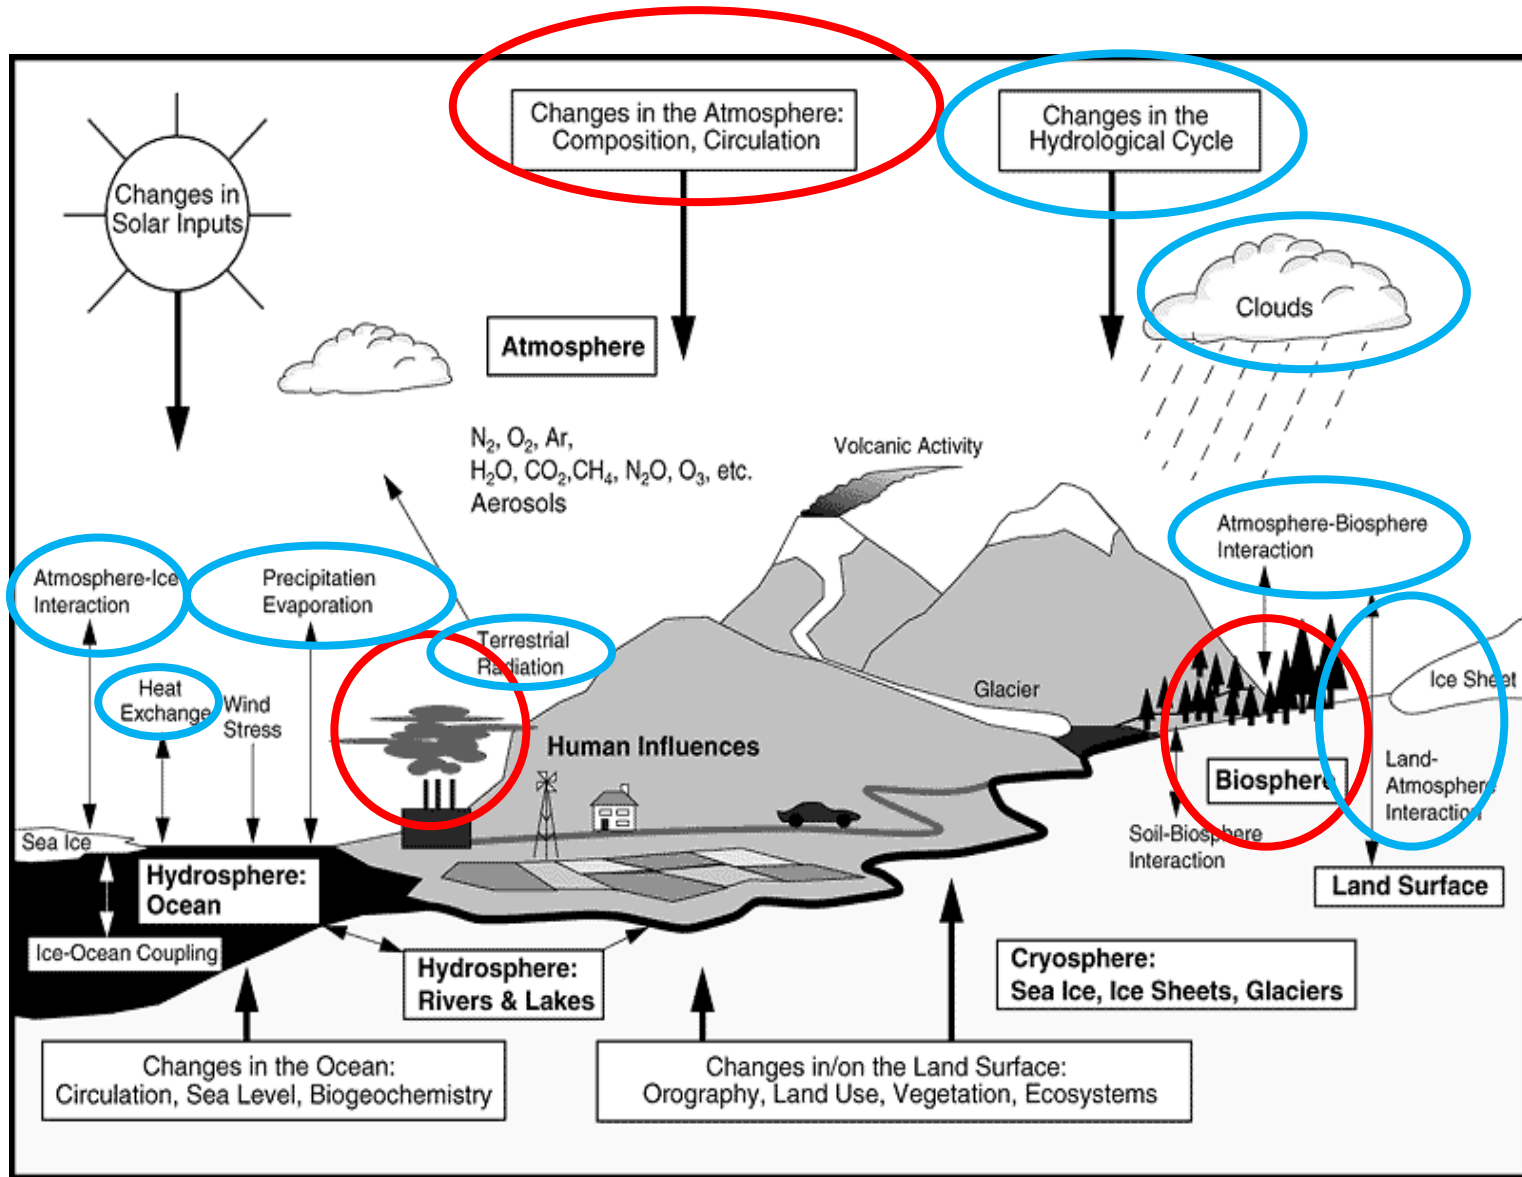 Changes in the Atmosphere:
Composition, Circulation
Changes in the
Hydrological Cycle
Changes in
Solar Inputs
Clouds
Atmosphere
N₂, O₂, Ar,
H₂O, CO₂,CH₄, N₂O, O₃, etc.
Aerosols
Volcanic Activity
Atmosphere-Biosphere
Interaction
Atmosphere-Ice
Interaction
Precipitation
Evaporation
Terrestrial
Radiation
Heat
Exchange
Wind
Stress
Glacier
Ice Sheet
Human Influences
Biosphere
Land-
Atmosphere
Interaction
Soil-Biosphere
Interaction
Sea Ice
Hydrosphere:
Ocean
Land Surface
Ice-Ocean Coupling
Hydrosphere:
Rivers & Lakes
Cryosphere:
Sea Ice, Ice Sheets, Glaciers
Changes in the Ocean:
Circulation, Sea Level, Biogeochemistry
Changes in/on the Land Surface:
Orography, Land Use, Vegetation, Ecosystems